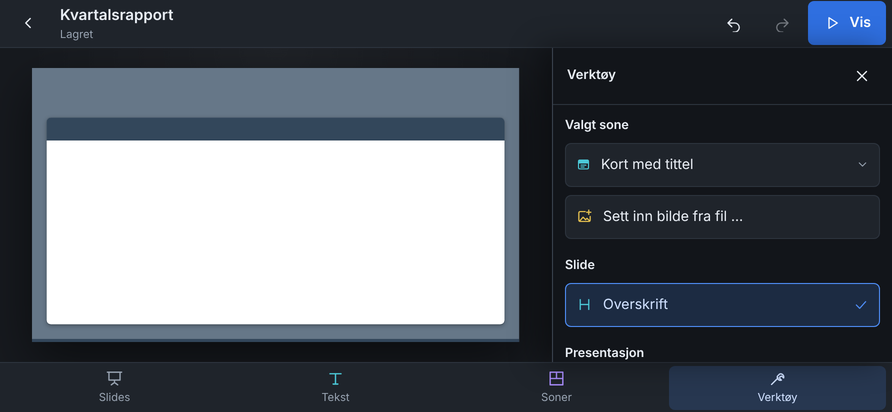 Kvartalsrapport
Lagret
Vis
Verktøy
Valgt sone
Kort med tittel
Sett inn bilde fra fil ...
Slide
Overskrift
Presentasjon
Slides
Tekst
Soner
Verktøy